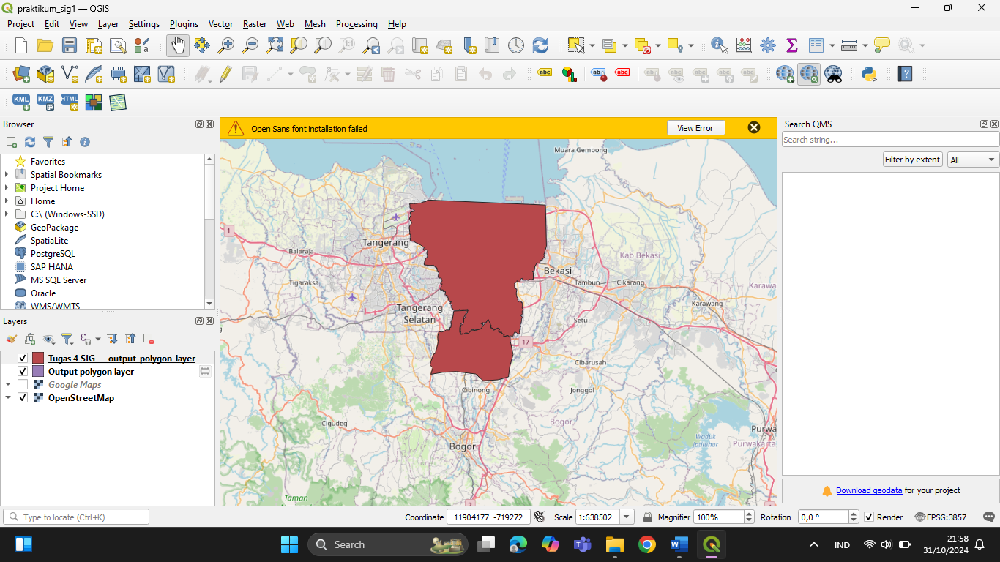 praktikum_sig1 — QGIS
Project Edit View Layer Settings Plugins Vector Raster Web Mesh Processing Help
KML KMZ HTML
Browser
Favorites
Spatial Bookmarks
Project Home
Home
C:\ (Windows-SSD)
GeoPackage
SpatiaLite
PostgreSQL
SAP HANA
MS SQL Server
Oracle
WMS/WMTS
Layers
Tugas 4 SIG — output_polygon_layer
Output polygon layer
Google Maps
OpenStreetMap
Open Sans font installation failed
View Error
Muara Gembong
1
Tangerang
Balaraja
Kab Bekasi
Bekasi
Tigaraksa
Tambun
Cikarang
Karawa
Karawang
Tangerang
Selatan
Setu
17
Cibarusah
Cibinong
Jonggol
Cigudeg
Bogor
Waduk
Jatiluhur
Purwa
Purwakarta
Bogor
Taman
2
Search QMS
Search string...
Filter by extent
All
Download geodata for your project
Type to locate (Ctrl+K)
Coordinate 11904177 -719272
Scale 1:638502
Magnifier 100%
Rotation 0,0 °
Render
EPSG:3857
Search
IND
21:58
31/10/2024